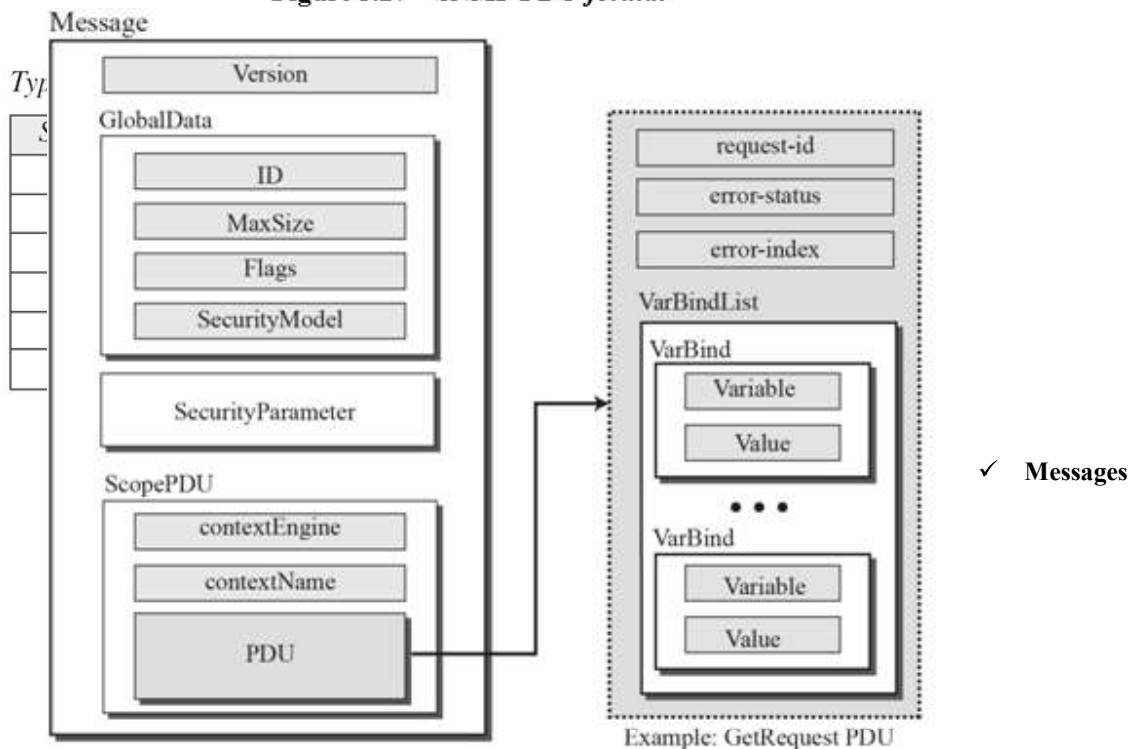 Message
Version
GlobalData
ID
MaxSize
Flags
SecurityModel
SecurityParameter
ScopePDU
contextEngine
contextName
PDU
request-id
error-status
error-index
VarBindList
VarBind
Variable
Value
• • •
VarBind
Variable
Value
Example: GetRequest PDU
✓ Messages